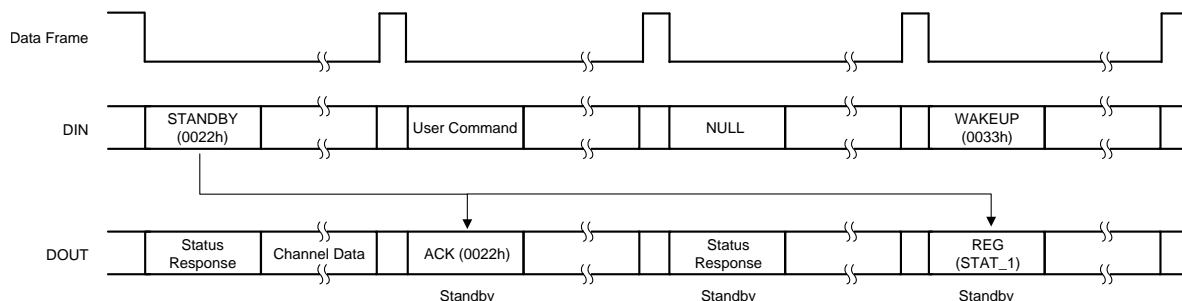 Data Frame
DIN
STANDBY
(0022h)
User Command
NULL
WAKEUP
(0033h)
DOUT
Status
Response
Channel Data
ACK (0022h)
Status
Response
REG
(STAT_1)
Standby
Standby
Standby